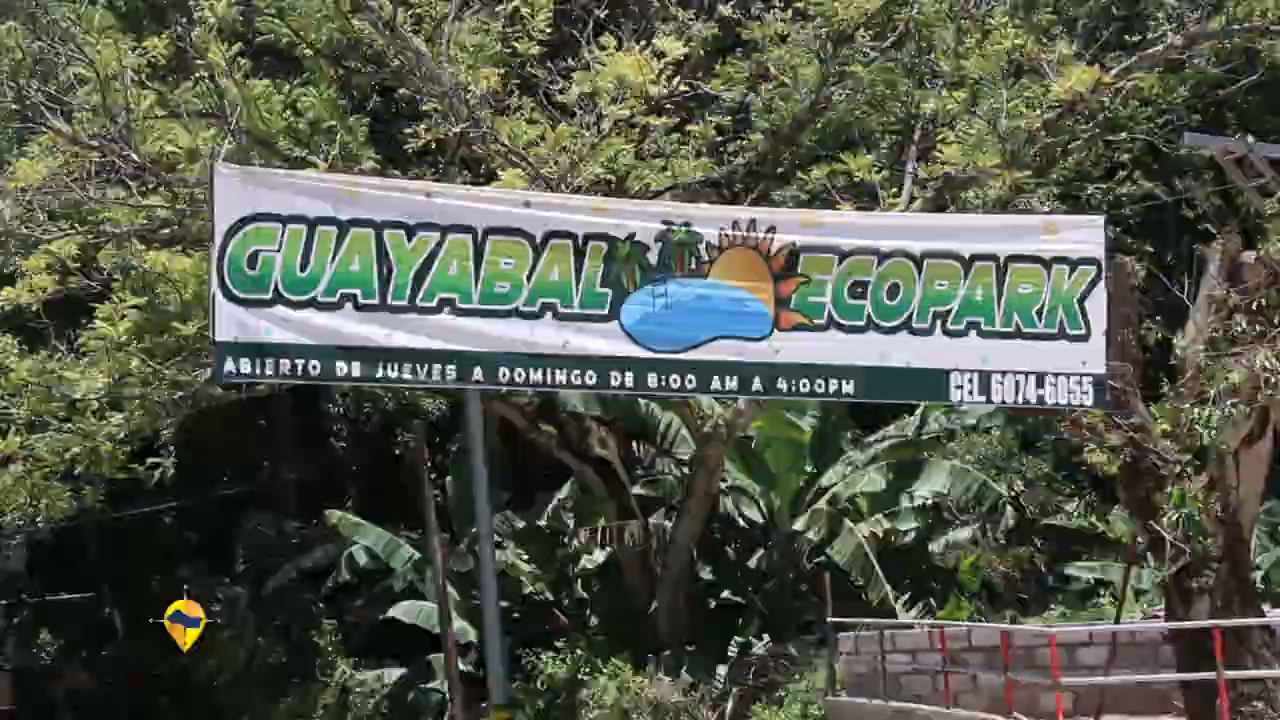 GUAYABAL ECOPARK
ABIERTO DE JUEVES A DOMINGO DE 8:00 AM A 4:00PM
CEL 6074-6055